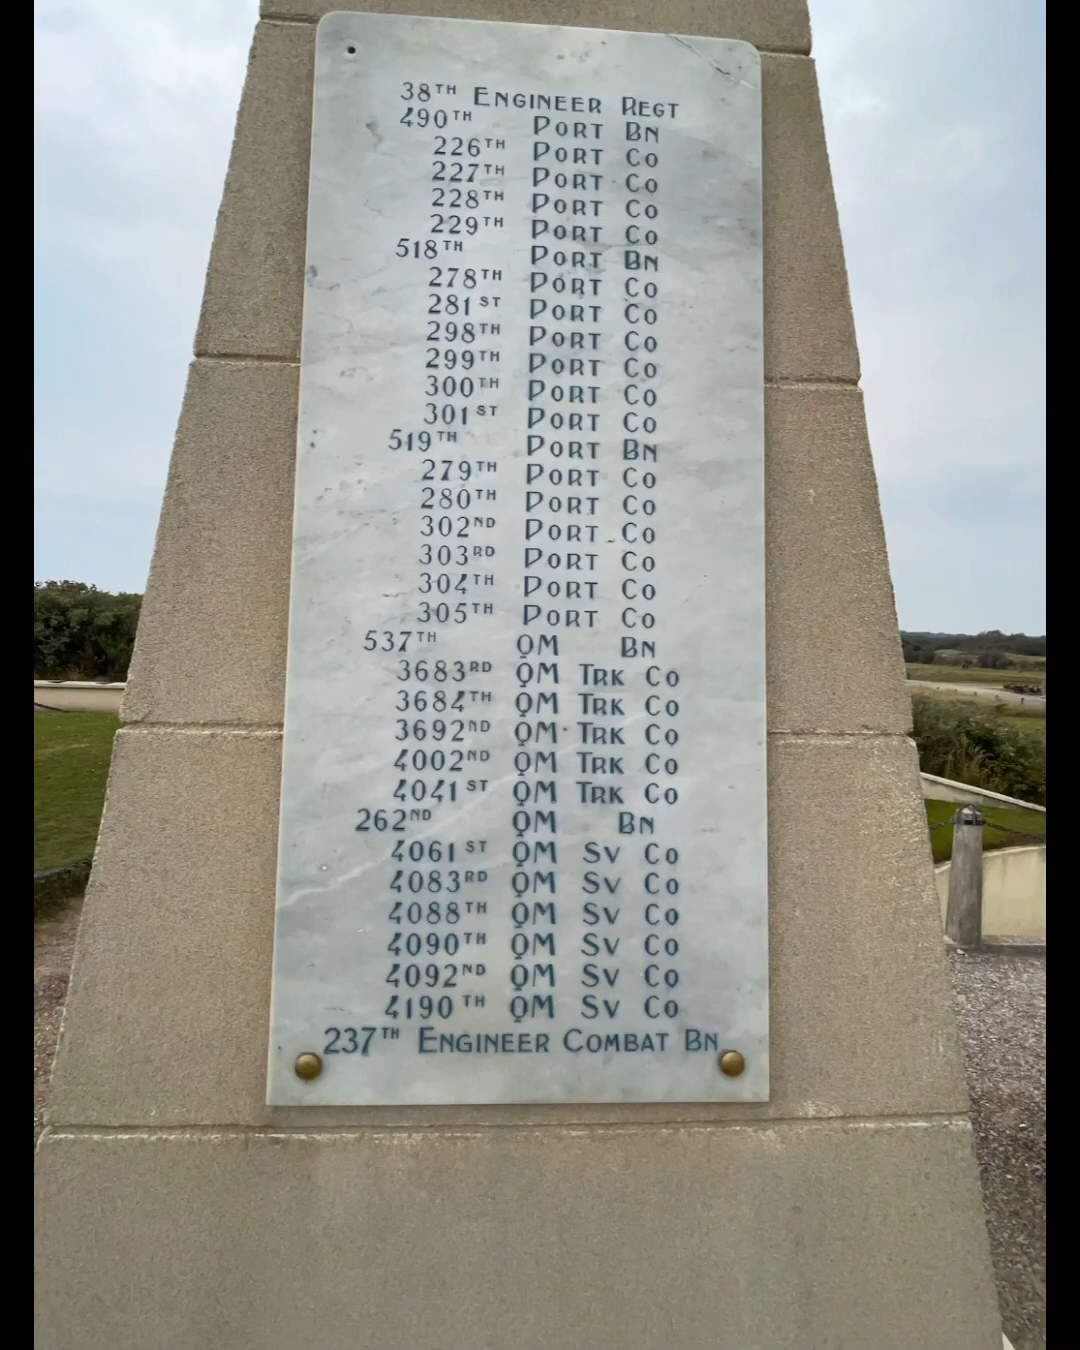 38TH ENGINEER REGT
490TH PORT BN
226TH PORT CO
227TH PORT CO
228TH PORT CO
229TH PORT CO
518TH PORT BN
278TH PORT CO
281ST PORT CO
298TH PORT CO
299TH PORT CO
300TH PORT CO
301ST PORT CO
519TH PORT BN
279TH PORT CO
280TH PORT CO
302ND PORT CO
303RD PORT CO
304TH PORT CO
305TH PORT CO
537TH QM BN
3683RD QM TRK CO
3684TH QM TRK CO
3692ND QM TRK CO
4002ND QM TRK CO
4041ST QM TRK CO
262ND QM BN
4061ST QM SV CO
4083RD QM SV CO
4088TH QM SV CO
4090TH QM SV CO
4092ND QM SV CO
4190TH QM SV CO
237TH ENGINEER COMBAT BN